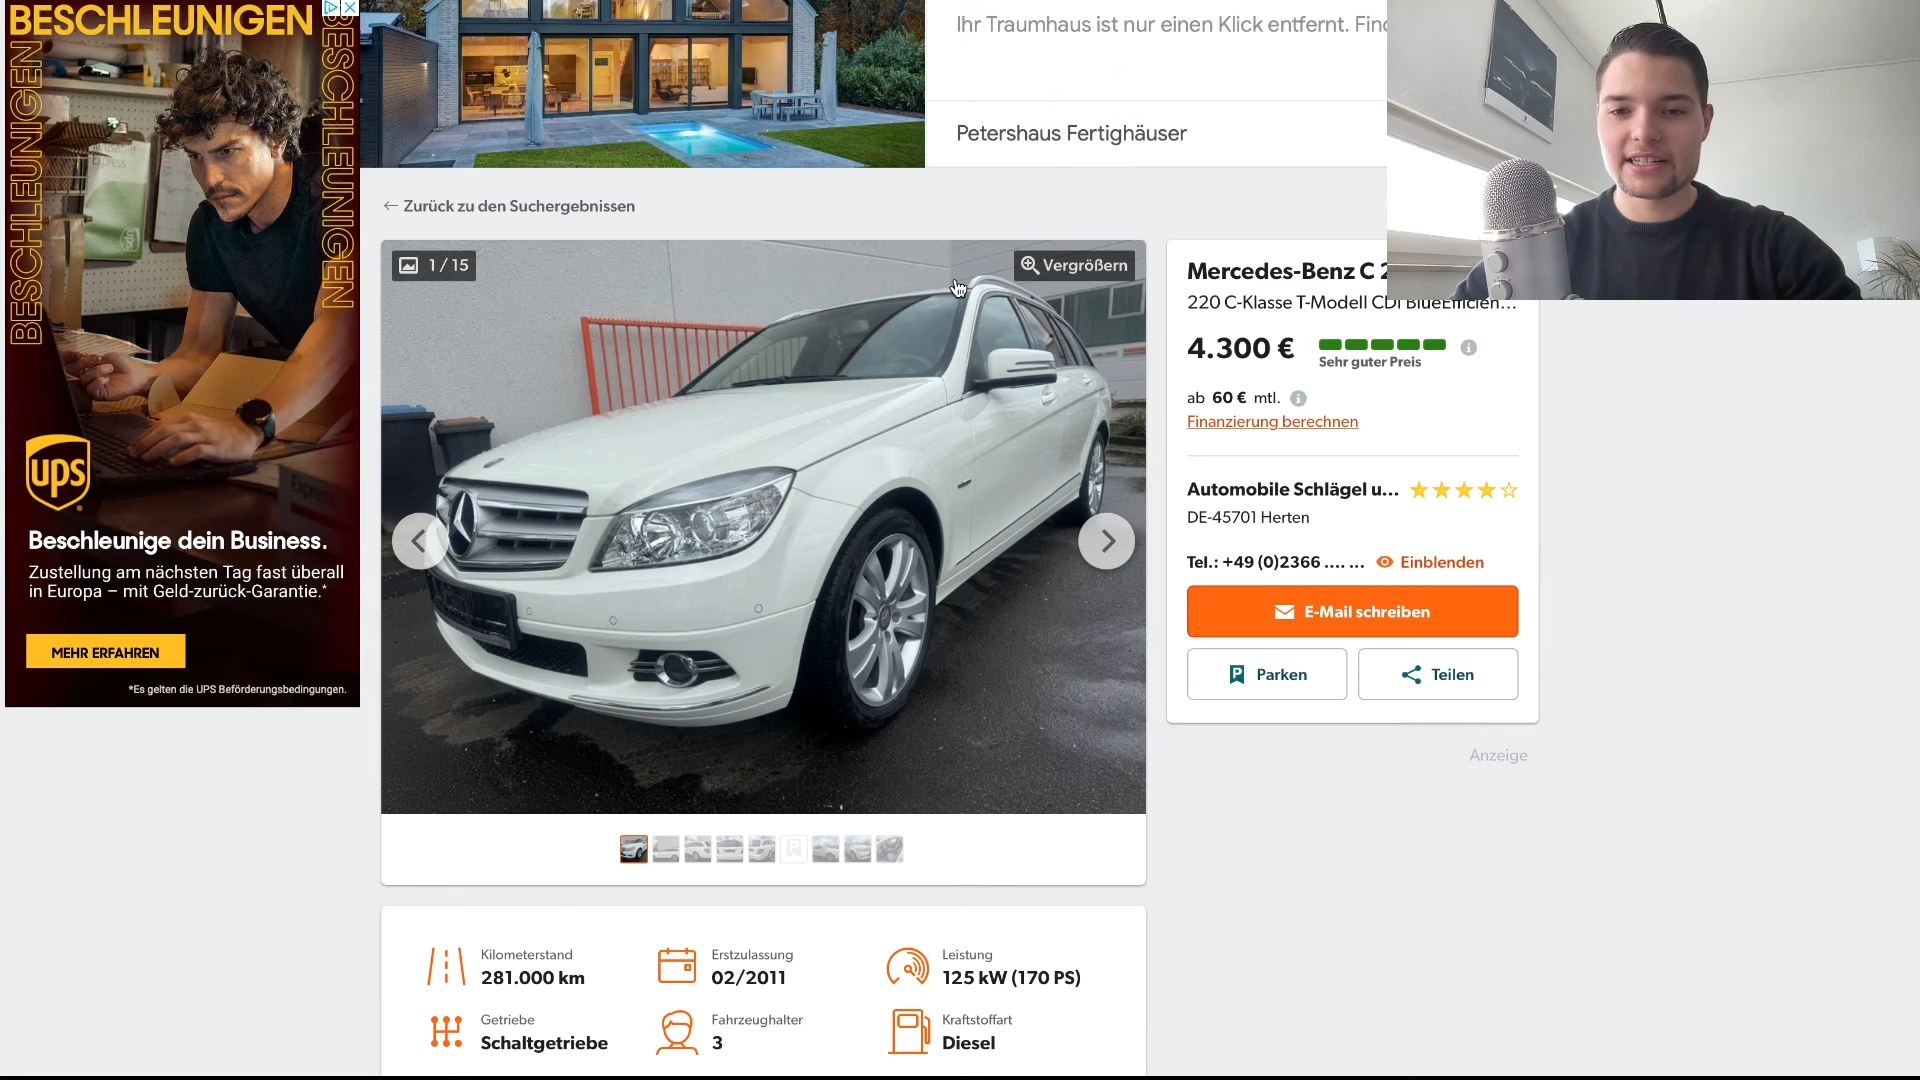 BESCHLEUNIGEN
BESCHLEUNIGEN
BESCHLEUNIGEN
ups
Beschleunige dein Business.
Zustellung am nächsten Tag fast überall
in Europa – mit Geld-zurück-Garantie.*
MEHR ERFAHREN
*Es gelten die UPS Beförderungsbedingungen.
Ihr Traumhaus ist nur einen Klick entfernt.
Petershaus Fertighäuser
← Zurück zu den Suchergebnissen
1 / 15
Vergrößern
Mercedes-Benz C
220 C-Klasse T-Modell CDI BlueEfficien...
4.300 €
Sehr guter Preis
ab 60 € mtl.
Finanzierung berechnen
Automobile Schlägel u...
DE-45701 Herten
Tel.: +49 (0)2366 .... ...
Einblenden
E-Mail schreiben
Parken
Teilen
Anzeige
Kilometerstand
281.000 km
Erstzulassung
02/2011
Leistung
125 kW (170 PS)
Getriebe
Schaltgetriebe
Fahrzeughalter
3
Kraftstoffart
Diesel